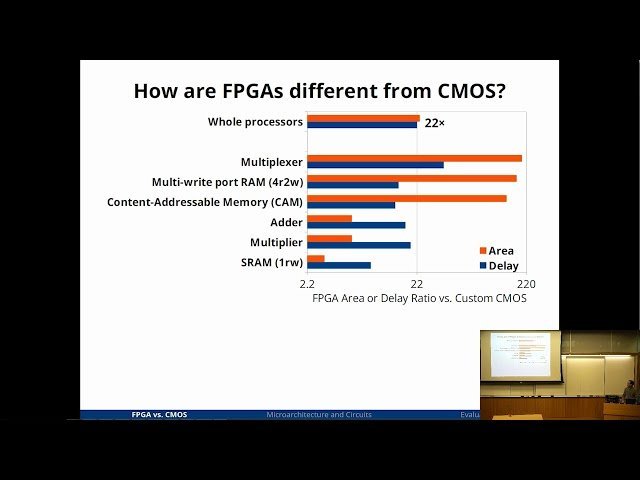 How are FPGAs different from CMOS?
Whole processors
22×
Multiplexer
Multi-write port RAM (4r2w)
Content-Addressable Memory (CAM)
Adder
Multiplier
SRAM (1rw)
Area
Delay
2.2 22 220
FPGA Area or Delay Ratio vs. Custom CMOS
FPGA vs. CMOS Microarchitecture and Circuits Evalua